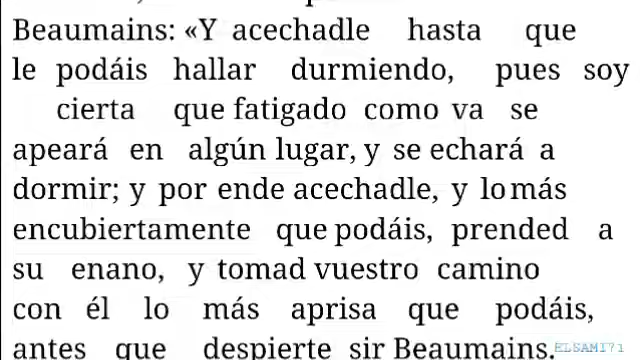 Beaumains: «Y acechadle hasta que
le podáis hallar durmiendo, pues soy
cierta que fatigado como va se
apeará en algún lugar, y se echará a
dormir; y por ende acechadle, y lo más
encubiertamente que podáis, prended a
su enano, y tomad vuestro camino
con él lo más aprisa que podáis,
antes que despierte sir Beaumains.
ELSAMI71